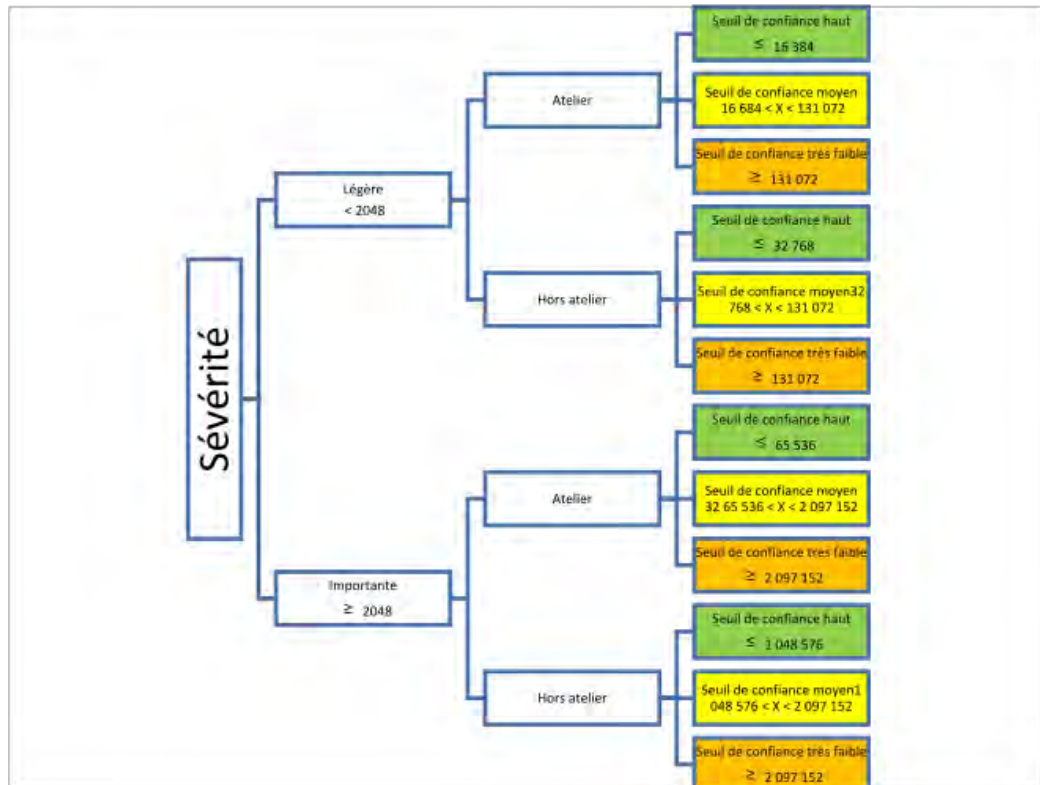 Sévérité
Légère
< 2048
Atelier
Seuil de confiance haut
≤ 16 384
Seuil de confiance moyen
16 684 < X < 131 072
Seuil de confiance très faible
≥ 131 072
Hors atelier
Seuil de confiance haut
≤ 32 768
Seuil de confiance moyen32
768 < X < 131 072
Seuil de confiance très faible
≥ 131 072
Importante
≥ 2048
Atelier
Seuil de confiance haut
≤ 65 536
Seuil de confiance moyen
32 65 536 < X < 2 097 152
Seuil de confiance très faible
≥ 2 097 152
Hors atelier
Seuil de confiance haut
≤ 1 048 576
Seuil de confiance moyen1
048 576 < X < 2 097 152
Seuil de confiance très faible
≥ 2 097 152